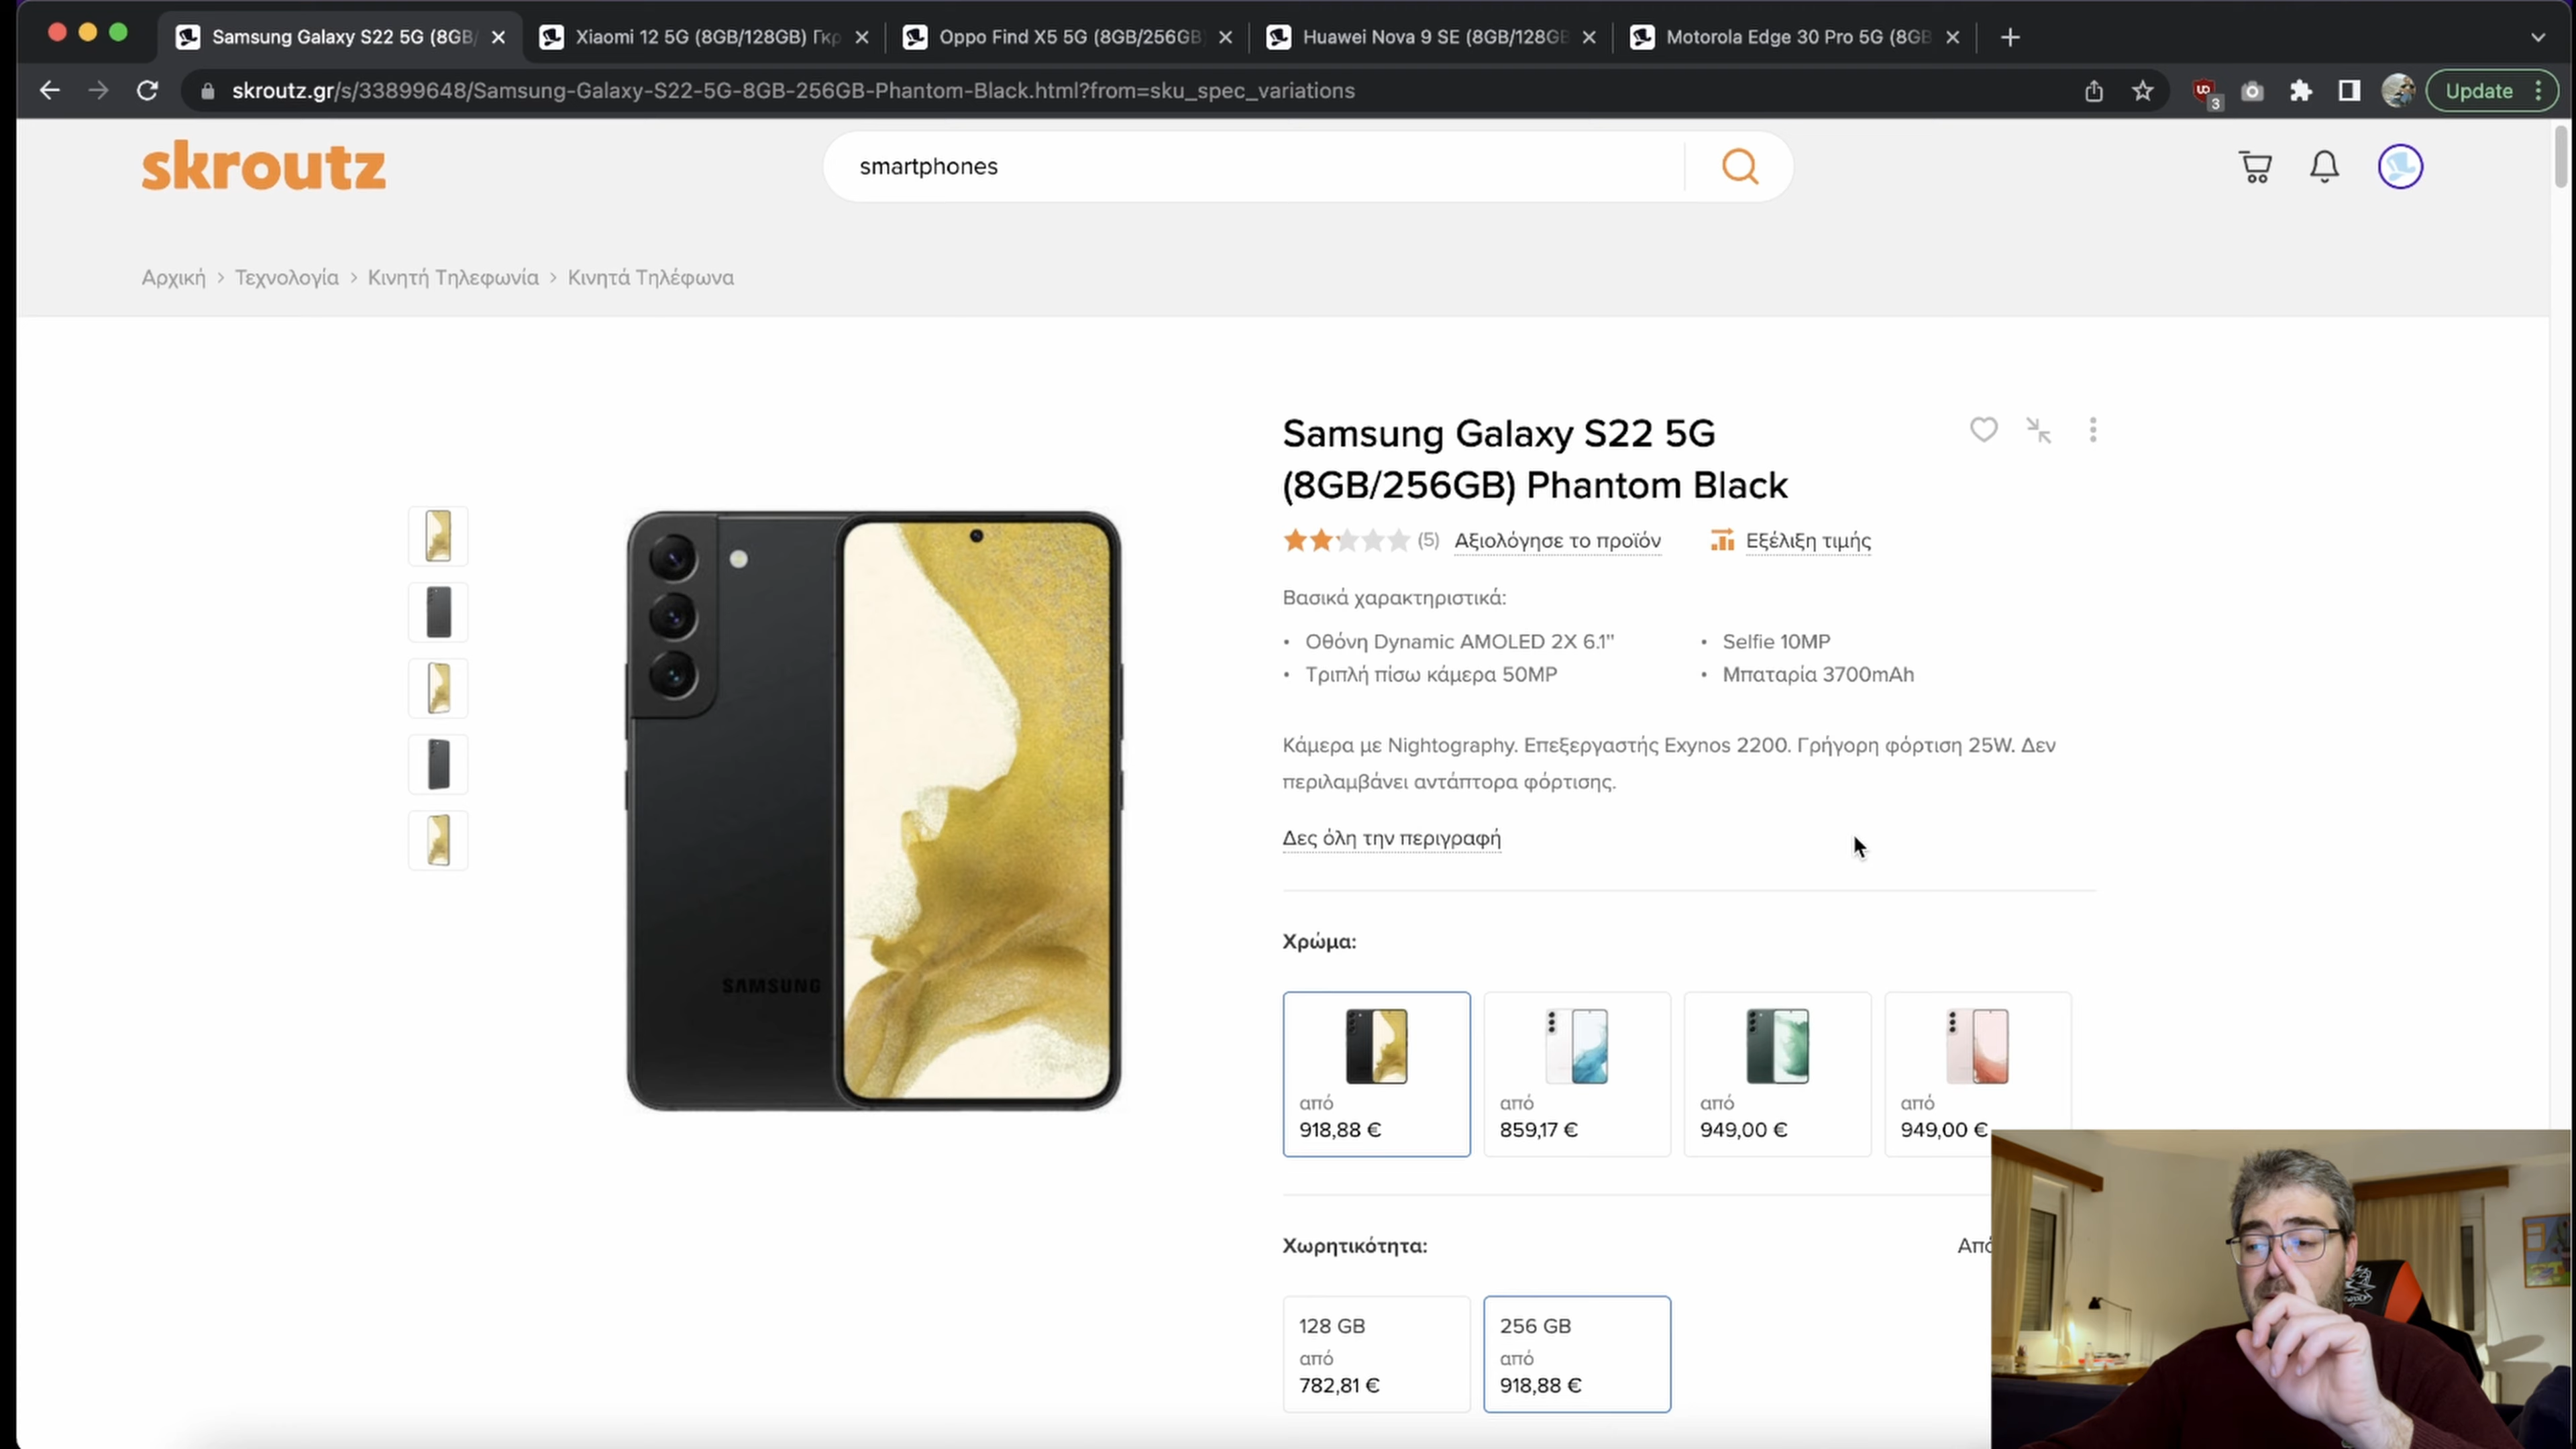 Samsung Galaxy S22 5G (8GB/
Xiaomi 12 5G (8GB/128GB) Γκρ
Oppo Find X5 5G (8GB/256GB
Huawei Nova 9 SE (8GB/128GB
Motorola Edge 30 Pro 5G (8GB
skroutz.gr/s/33899648/Samsung-Galaxy-S22-5G-8GB-256GB-Phantom-Black.html?from=sku_spec_variations
3
Update
skroutz
smartphones
Αρχική > Τεχνολογία > Κινητή Τηλεφωνία > Κινητά Τηλέφωνα
Samsung Galaxy S22 5G
(8GB/256GB) Phantom Black
(5) Αξιολόγησε το προϊόν Εξέλιξη τιμής
Βασικά χαρακτηριστικά:
• Οθόνη Dynamic AMOLED 2X 6.1"
• Selfie 10MP
• Τριπλή πίσω κάμερα 50MP
• Μπαταρία 3700mAh
Κάμερα με Nightography. Επεξεργαστής Exynos 2200. Γρήγορη φόρτιση 25W. Δεν
περιλαμβάνει αντάπτορα φόρτισης.
Δες όλη την περιγραφή
SAMSUNG
Χρώμα:
από
918,88 €
από
859,17 €
από
949,00 €
από
949,00 €
Χωρητικότητα:
Από
128 GB
από
782,81 €
256 GB
από
918,88 €